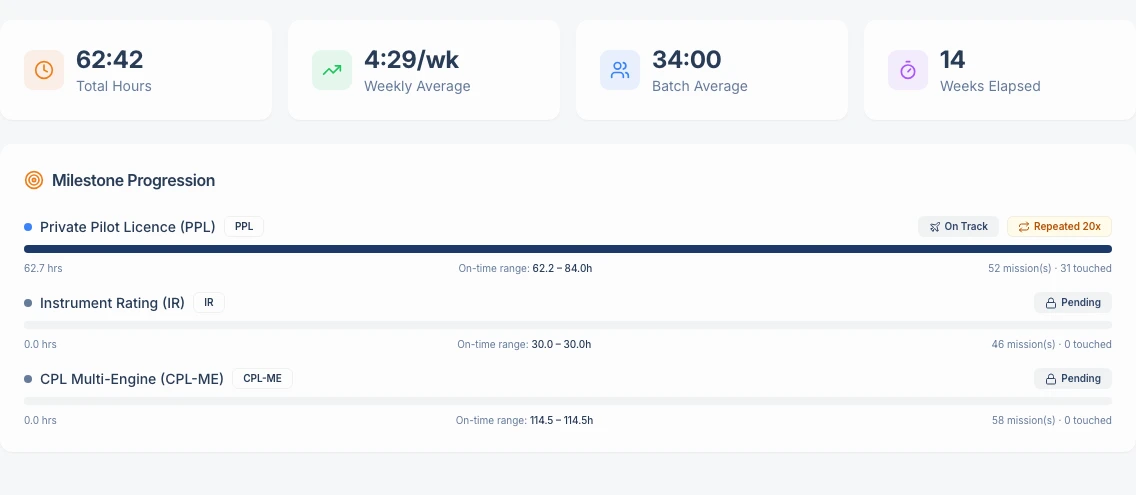 62:42
Total Hours
4:29/wk
Weekly Average
34:00
Batch Average
14
Weeks Elapsed
Milestone Progression
Private Pilot Licence (PPL) PPL On Track Repeated 20x
62.7 hrs On-time range: 62.2 – 84.0h 52 mission(s) · 31 touched
Instrument Rating (IR) IR Pending
0.0 hrs On-time range: 30.0 – 30.0h 46 mission(s) · 0 touched
CPL Multi-Engine (CPL-ME) CPL-ME Pending
0.0 hrs On-time range: 114.5 – 114.5h 58 mission(s) · 0 touched